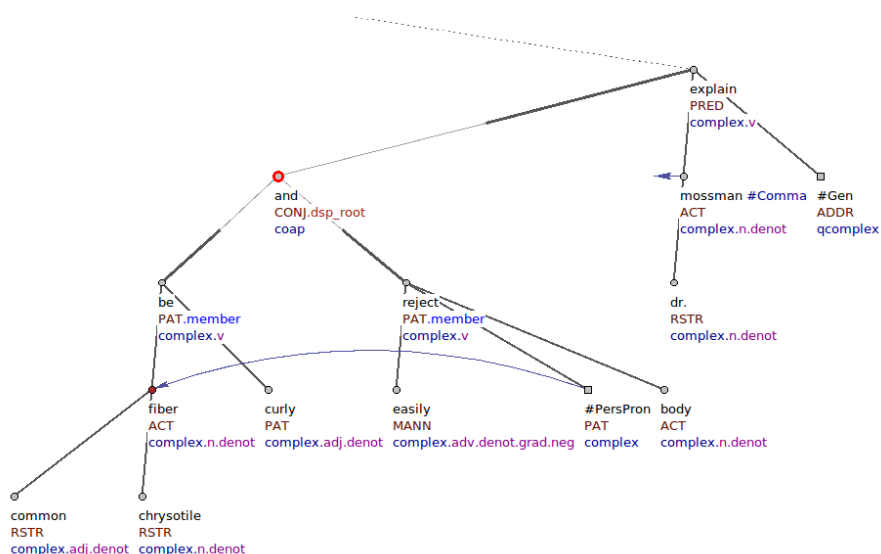 explain
PRED
complex.v
and
CONJ.dsp_root
coap
mossman #Comma
ACT
complex.n.denot
#Gen
ADDR
qcomplex
be
PAT.member
complex.v
reject
PAT.member
complex.v
dr.
RSTR
complex.n.denot
fiber
ACT
complex.n.denot
curly
PAT
complex.adj.denot
easily
MANN
complex.adv.denot.grad.neg
#PersPron
PAT
complex
body
ACT
complex.n.denot
common
RSTR
complex.adj.denot
chrysotile
RSTR
complex.n.denot